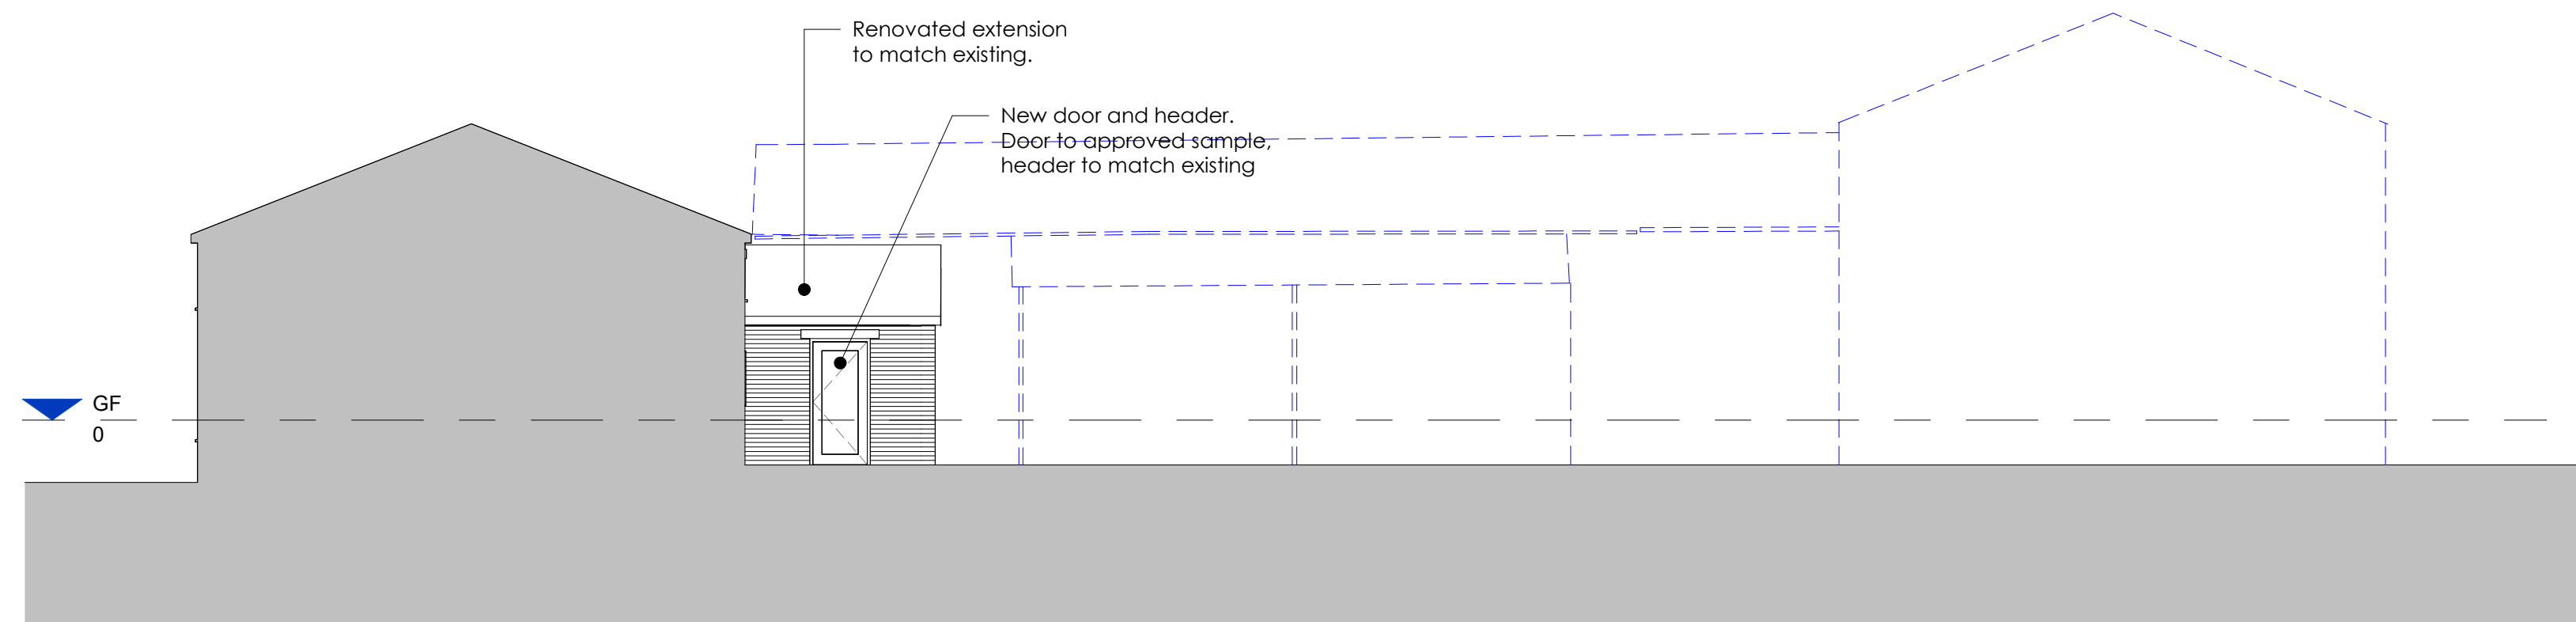 Renovated extension
to match existing.
New door and header.
Door to approved sample,
header to match existing
GF
0